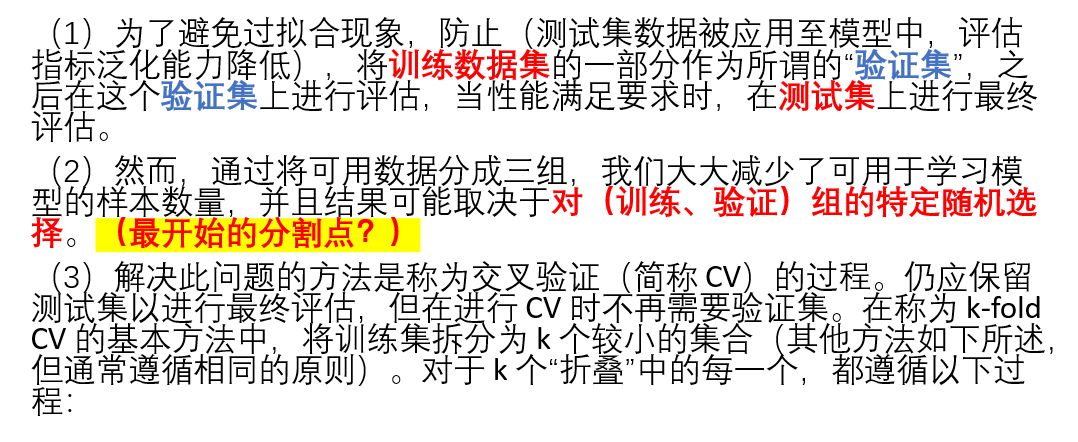 （1）为了避免过拟合现象，防止（测试集数据被应用至模型中，评估
指标泛化能力降低），将训练数据集的一部分作为所谓的“验证集”，之
后在这个验证集上进行评估，当性能满足要求时，在测试集上进行最终
评估。
（2）然而，通过将可用数据分成三组，我们大大减少了可用于学习模
型的样本数量，并且结果可能取决于对（训练、验证）组的特定随机选
择。（最开始的分割点？）
（3）解决此问题的方法是称为交叉验证（简称 CV）的过程。仍应保留
测试集以进行最终评估，但在进行 CV 时不再需要验证集。在称为 k-fold
CV 的基本方法中，将训练集拆分为 k 个较小的集合（其他方法如下所述，
但通常遵循相同的原则）。对于 k 个“折叠”中的每一个，都遵循以下过
程：